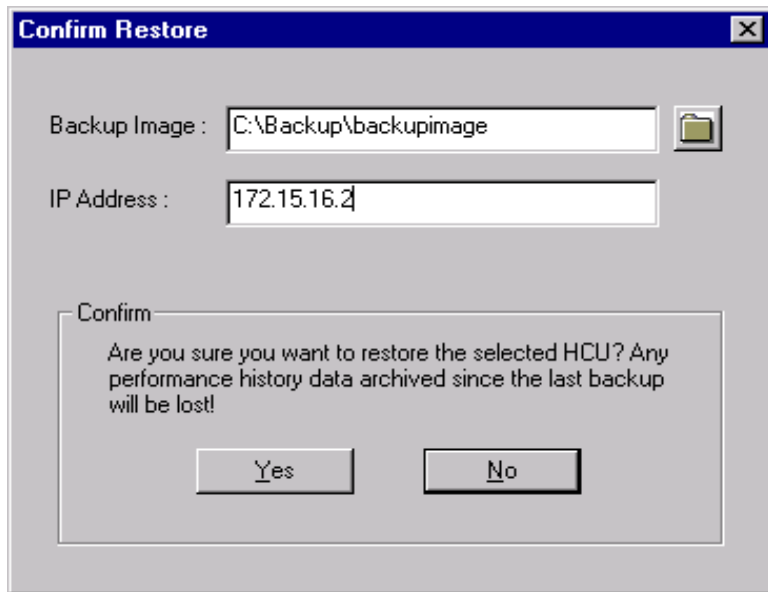 Confirm Restore
Backup Image : C:\Backup\backupimage
IP Address : 172.15.16.2
Confirm
Are you sure you want to restore the selected HCU? Any
performance history data archived since the last backup
will be lost!
Yes No